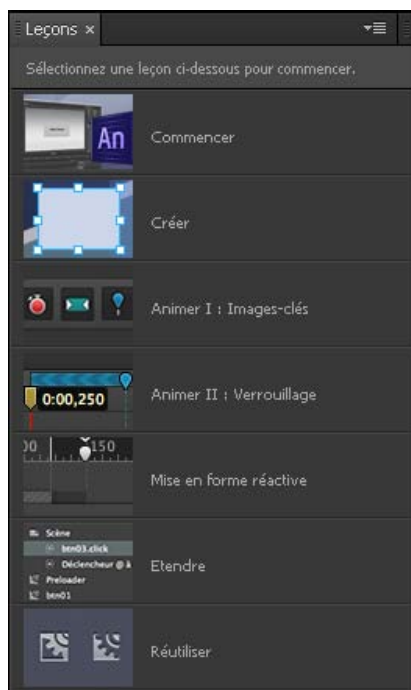 Leçons ×
Sélectionnez une leçon ci-dessous pour commencer.
An
Commencer
Créer
Animer I : Images-clés
0:00,250
Animer II : Verrouillage
00
150
Mise en forme réactive
Scène
btn03.click
Déclencheur @ à
Preloader
btn01
Etendre
Réutiliser